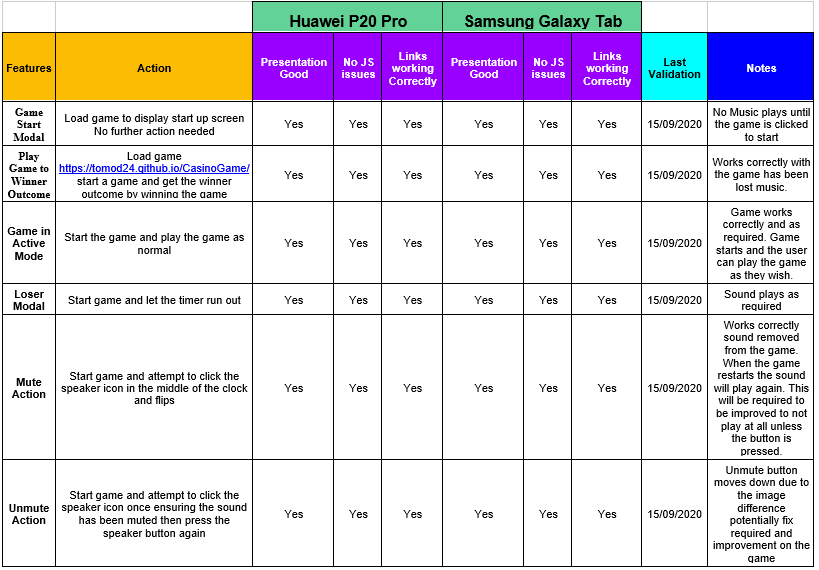 Huawei P20 Pro Samsung Galaxy Tab
Features Action Presentation Good No JS issues Links working Correctly Presentation Good No JS issues Links working Correctly Last Validation Notes
Game
Start
Modal
Load game to display start up screen
No further action needed
Yes Yes Yes Yes Yes Yes 15/09/2020
No Music plays until
the game is clicked
to start
Play
Game to
Winner
Outcome
Load game
https://tomod24.github.io/CasinoGame/
start a game and get the winner
outcome by winning the game
Yes Yes Yes Yes Yes Yes 15/09/2020
Works correctly with
the game has been
lost music.
Game in
Active
Mode
Start the game and play the game as
normal
Yes Yes Yes Yes Yes Yes 15/09/2020
Game works
correctly and as
required. Game
starts and the user
can play the game
as they wish.
Loser
Modal
Start game and let the timer run out
Yes Yes Yes Yes Yes Yes 15/09/2020
Sound plays as
required
Mute
Action
Start game and attempt to click the
speaker icon in the middle of the clock
and flips
Yes Yes Yes Yes Yes Yes 15/09/2020
Works correctly
sound removed
from the game.
When the game
restarts the sound
will play again. This
will be required to
be improved to not
play at all unless
the button is
pressed.
Unmute
Action
Start game and attempt to click the
speaker icon once ensuring the sound
has been muted then press the
speaker button again
Yes Yes Yes Yes Yes Yes 15/09/2020
Unmute button
moves down due to
the image
difference
potentially fix
required and
improvement on the
game